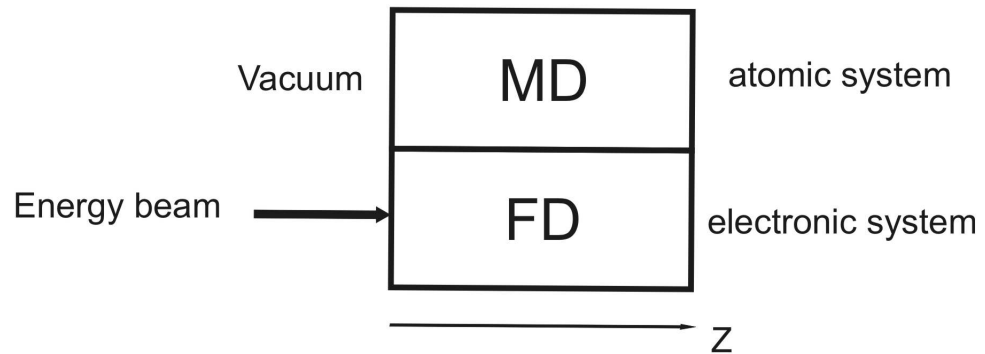 Vacuum
MD
atomic system
Energy beam
FD
electronic system
Z